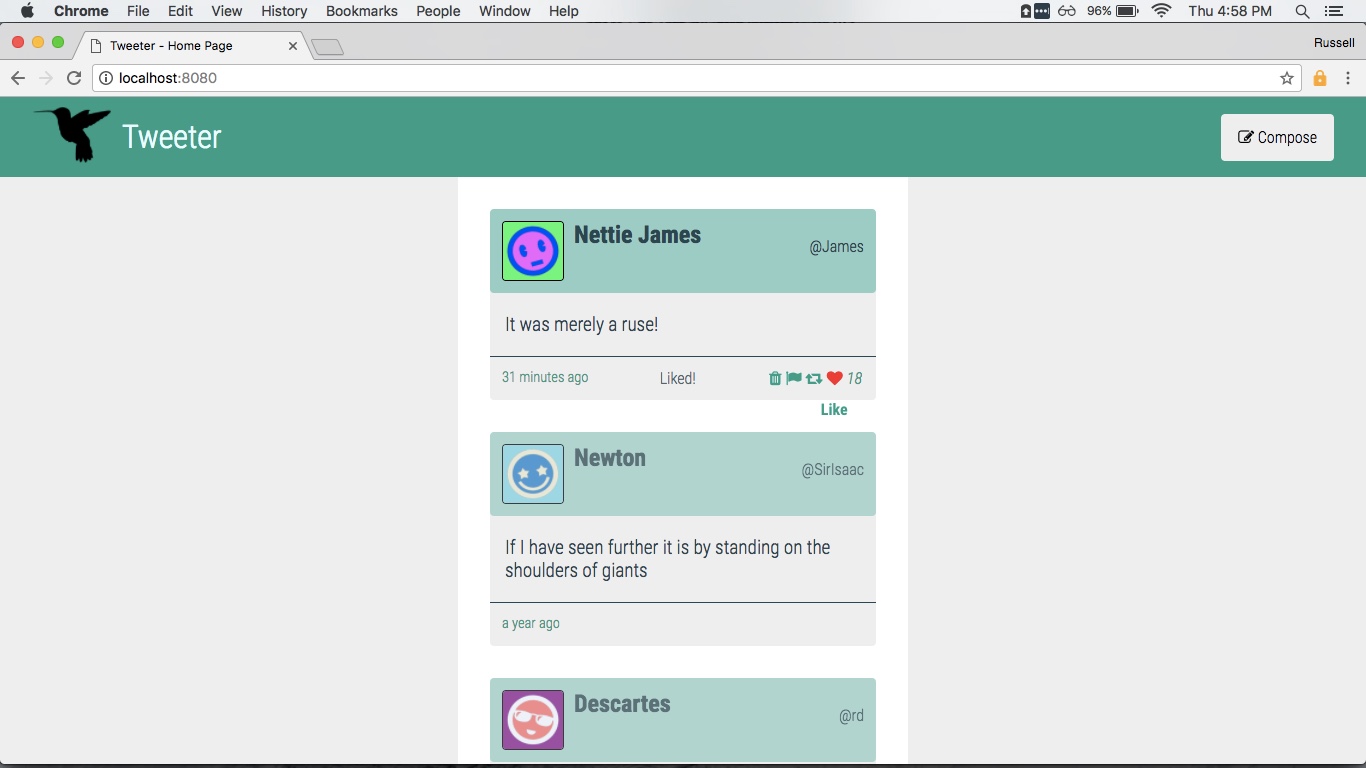 Chrome File Edit View History Bookmarks People Window Help 96% Thu 4:58 PM
Tweeter - Home Page Russell
localhost:8080
Tweeter Compose
Nettie James @James
It was merely a ruse!
31 minutes ago Liked! 18
Like
Newton @SirIsaac
If I have seen further it is by standing on the
shoulders of giants
a year ago
Descartes @rd